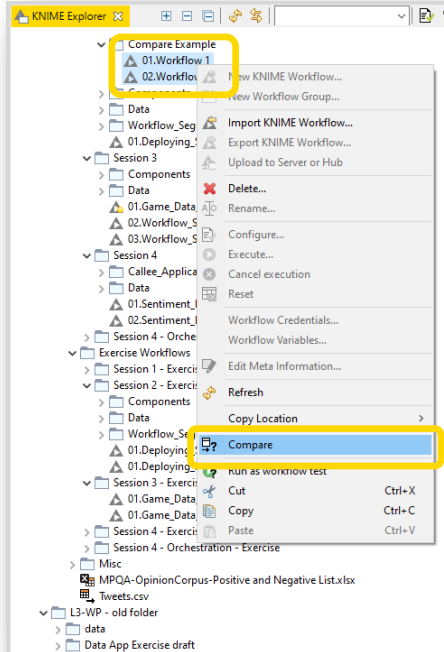 KNIME Explorer
Compare Example
01.Workflow 1
02.Workflow
New KNIME Workflow...
Components
New Workflow Group...
Data
Workflow_Seg
Import KNIME Workflow...
01.Deploying_S
Export KNIME Workflow...
Session 3
Upload to Server or Hub
Components
Data
Delete...
01.Game_Data_
Rename...
02.Workflow_S
Configure...
03.Workflow_S
Execute...
Session 4
Callee_Applica
Cancel execution
Data
Reset
01.Sentiment_
02.Sentiment_
Workflow Credentials...
Session 4 - Orche
Workflow Variables...
Exercise Workflows
Session 1 - Exercis
Edit Meta Information...
Session 2 - Exercis
Refresh
Components
Data
Copy Location
Workflow_Seg
Compare
01.Deploying_S
01.Deploying_
Run as workflow test
Session 3 - Exercis
Cut Ctrl+X
01.Game_Data_
01.Game_Data_
Copy Ctrl+C
Session 4 - Exercis
Paste Ctrl+V
Session 4 - Orchestration - Exercise
Misc
MPQA-OpinionCorpus-Positive and Negative List.xlsx
Tweets.csv
L3-WP - old folder
data
Data App Exercise draft